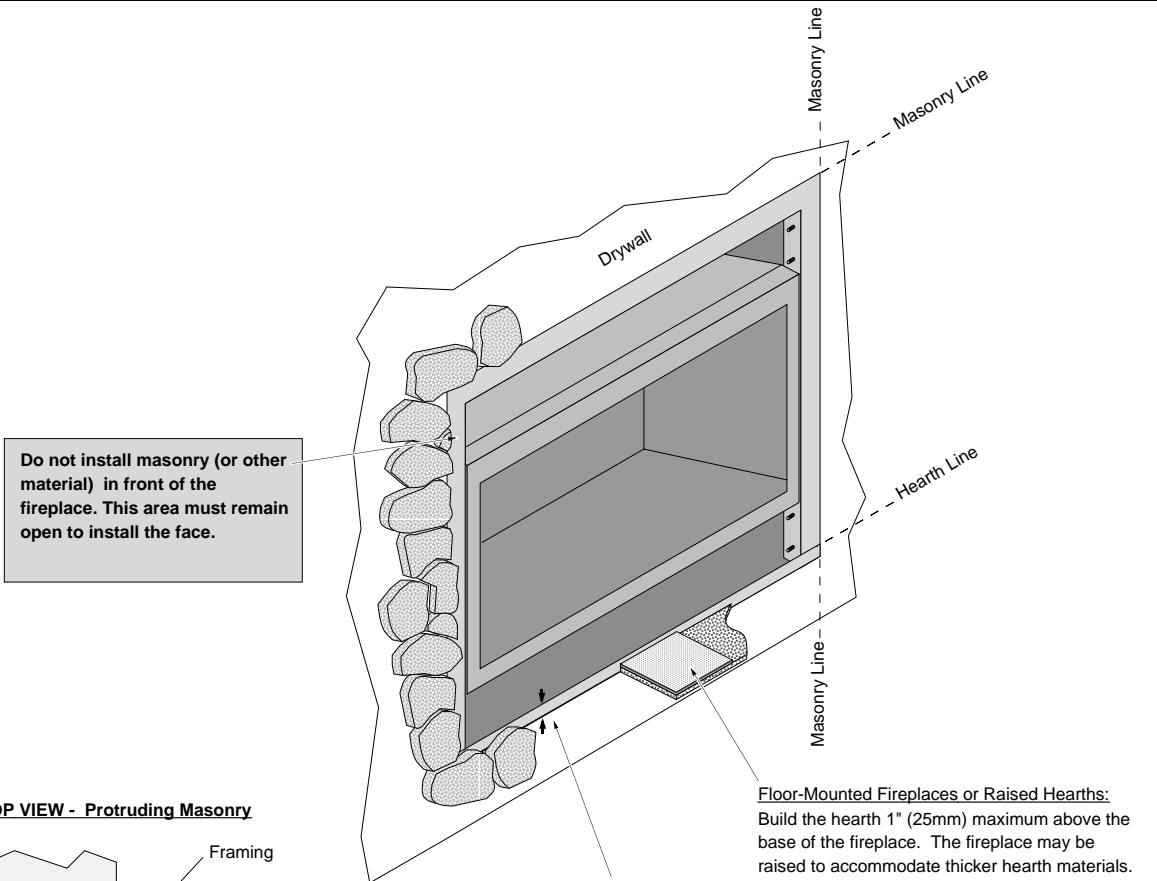 Masonry Line
Masonry Line
Drywall
Do not install masonry (or other
material) in front of the
fireplace. This area must remain
open to install the face.
Hearth Line
Masonry Line
Floor-Mounted Fireplaces or Raised Hearths:
Build the hearth 1" (25mm) maximum above the
base of the fireplace. The fireplace may be
raised to accommodate thicker hearth materials.
OP VIEW - Protruding Masonry
Framing